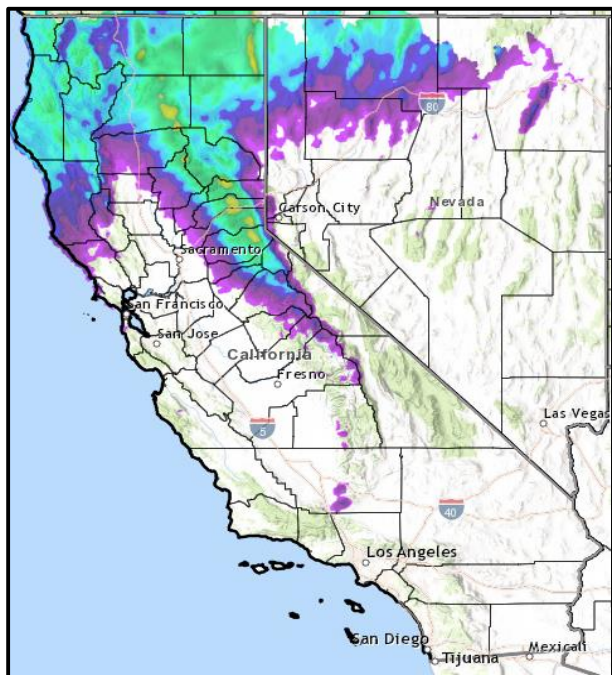 80
Nevada
Carson City
Sacramento
San Francisco
San Jose
California
Fresno
5
Las Vegas
40
Los Angeles
San Diego
Tijuana
Mexicali